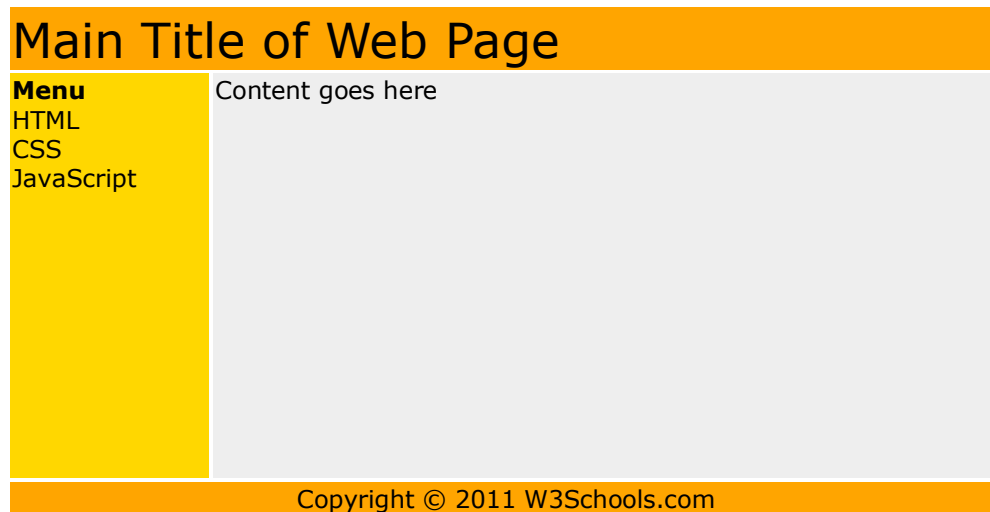 Main Title of Web Page
Menu
HTML
CSS
JavaScript
Content goes here
Copyright © 2011 W3Schools.com